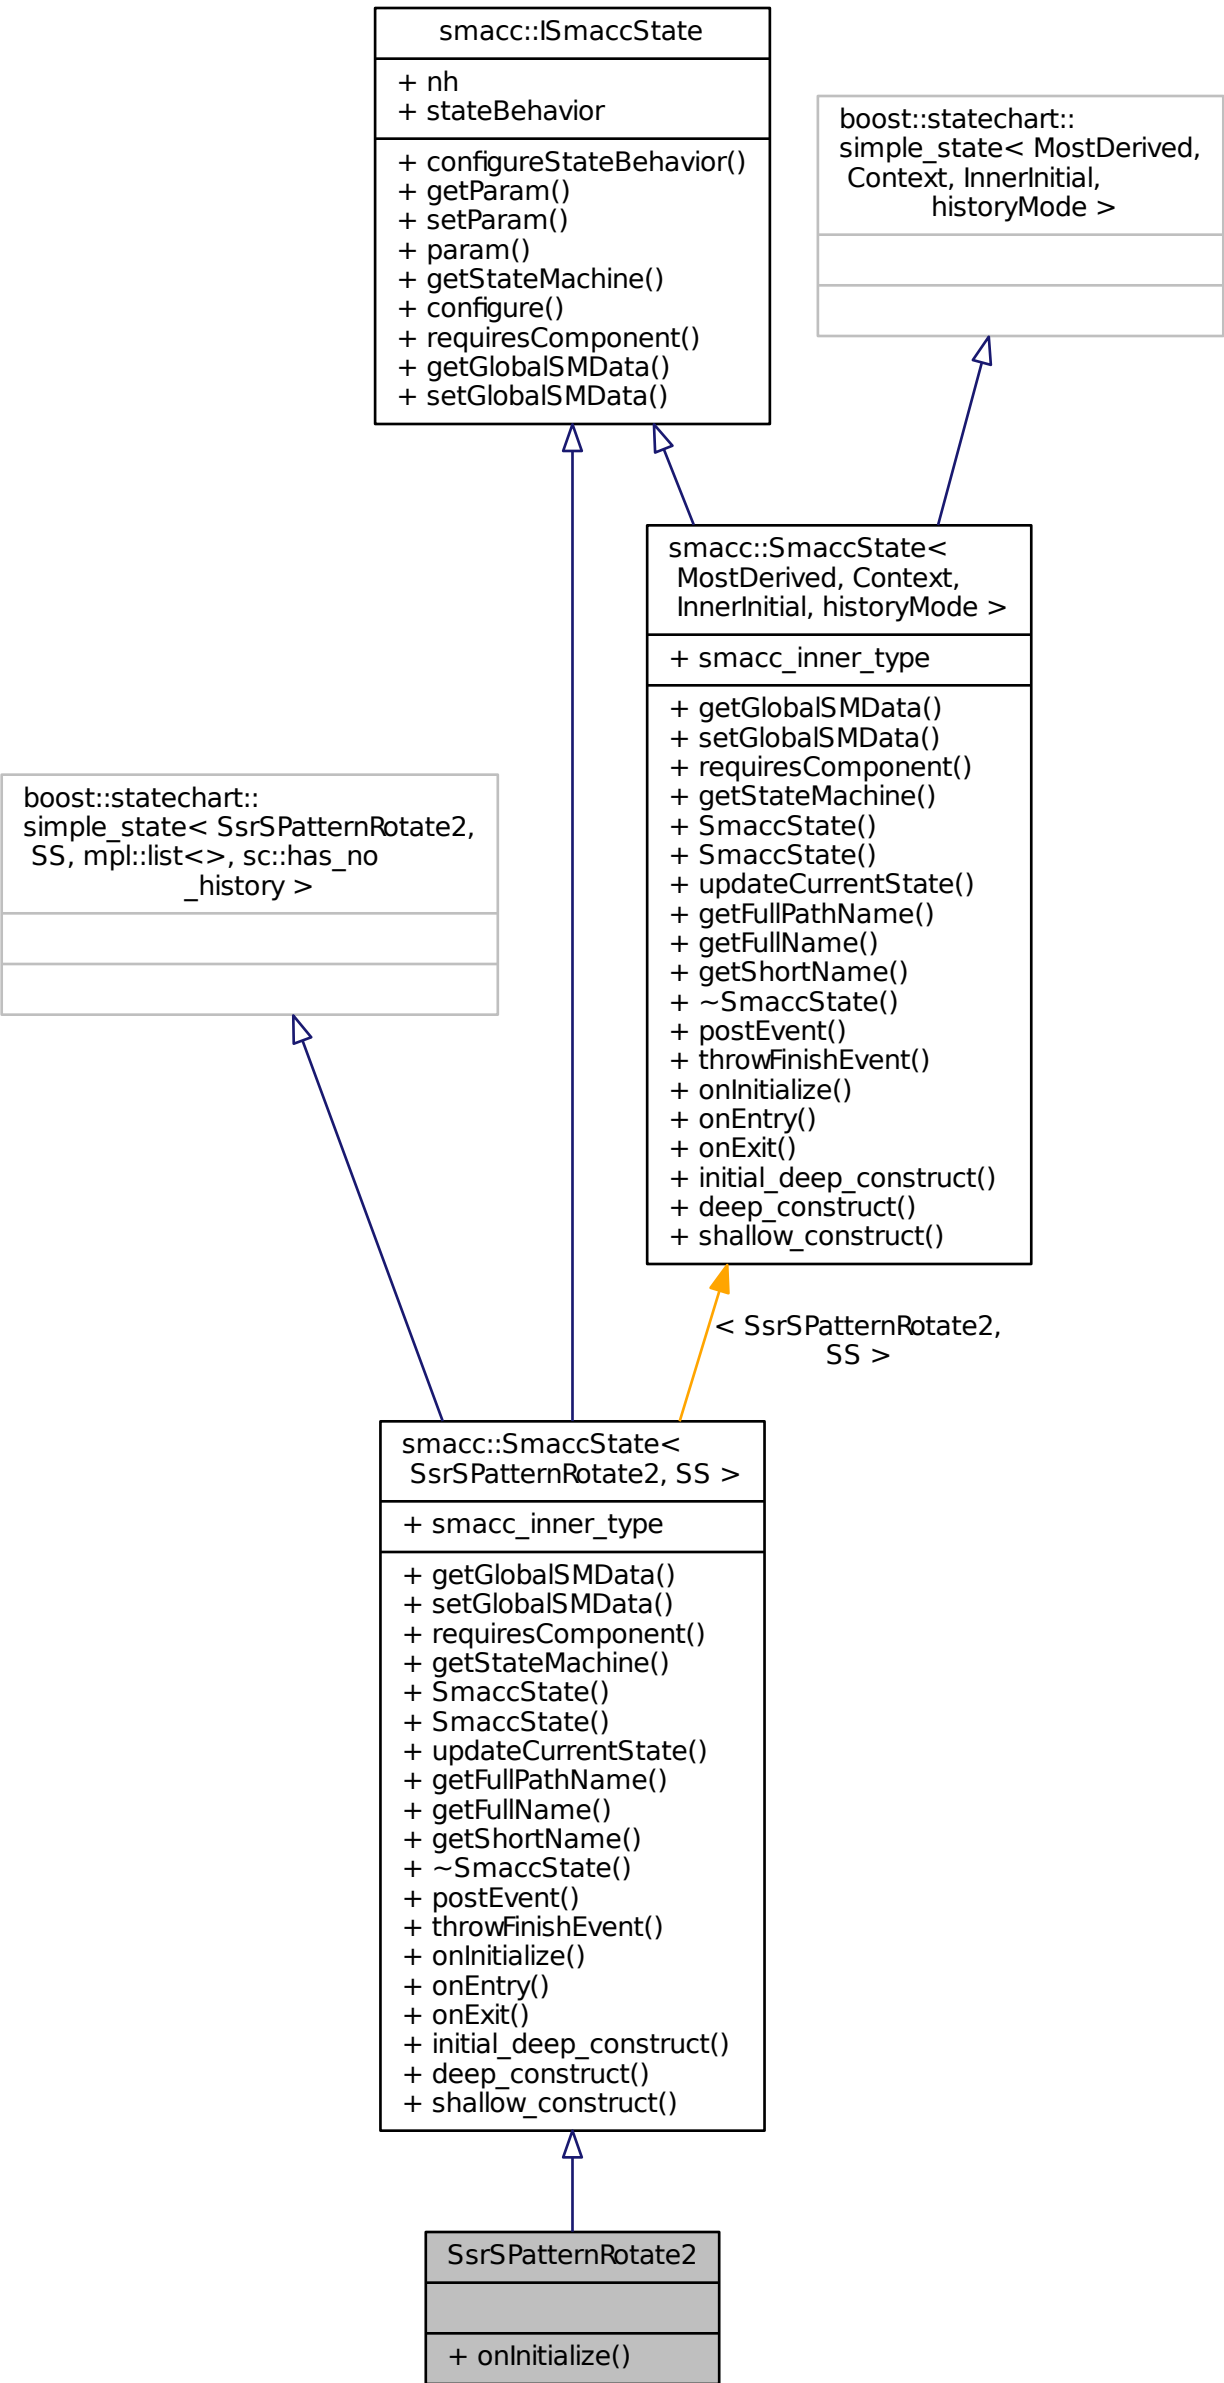 smacc::ISmaccState
+ nh
+ stateBehavior
+ configureStateBehavior()
+ getParam()
+ setParam()
+ param()
+ getStateMachine()
+ configure()
+ requiresComponent()
+ getGlobalSMData()
+ setGlobalSMData()
boost::statechart::
simple_state< MostDerived,
Context, InnerInitial,
historyMode >
smacc::SmaccState<
MostDerived, Context,
InnerInitial, historyMode >
+ smacc_inner_type
+ getGlobalSMData()
+ setGlobalSMData()
+ requiresComponent()
+ getStateMachine()
+ SmaccState()
+ SmaccState()
+ updateCurrentState()
+ getFullPathName()
+ getFullName()
+ getShortName()
+ ~SmaccState()
+ postEvent()
+ throwFinishEvent()
+ onInitialize()
+ onEntry()
+ onExit()
+ initial_deep_construct()
+ deep_construct()
+ shallow_construct()
boost::statechart::
simple_state< SsrSPatternRotate2,
SS, mpl::list<>, sc::has_no
_history >
< SsrSPatternRotate2,
SS >
smacc::SmaccState<
SsrSPatternRotate2, SS >
+ smacc_inner_type
+ getGlobalSMData()
+ setGlobalSMData()
+ requiresComponent()
+ getStateMachine()
+ SmaccState()
+ SmaccState()
+ updateCurrentState()
+ getFullPathName()
+ getFullName()
+ getShortName()
+ ~SmaccState()
+ postEvent()
+ throwFinishEvent()
+ onInitialize()
+ onEntry()
+ onExit()
+ initial_deep_construct()
+ deep_construct()
+ shallow_construct()
SsrSPatternRotate2
+ onInitialize()